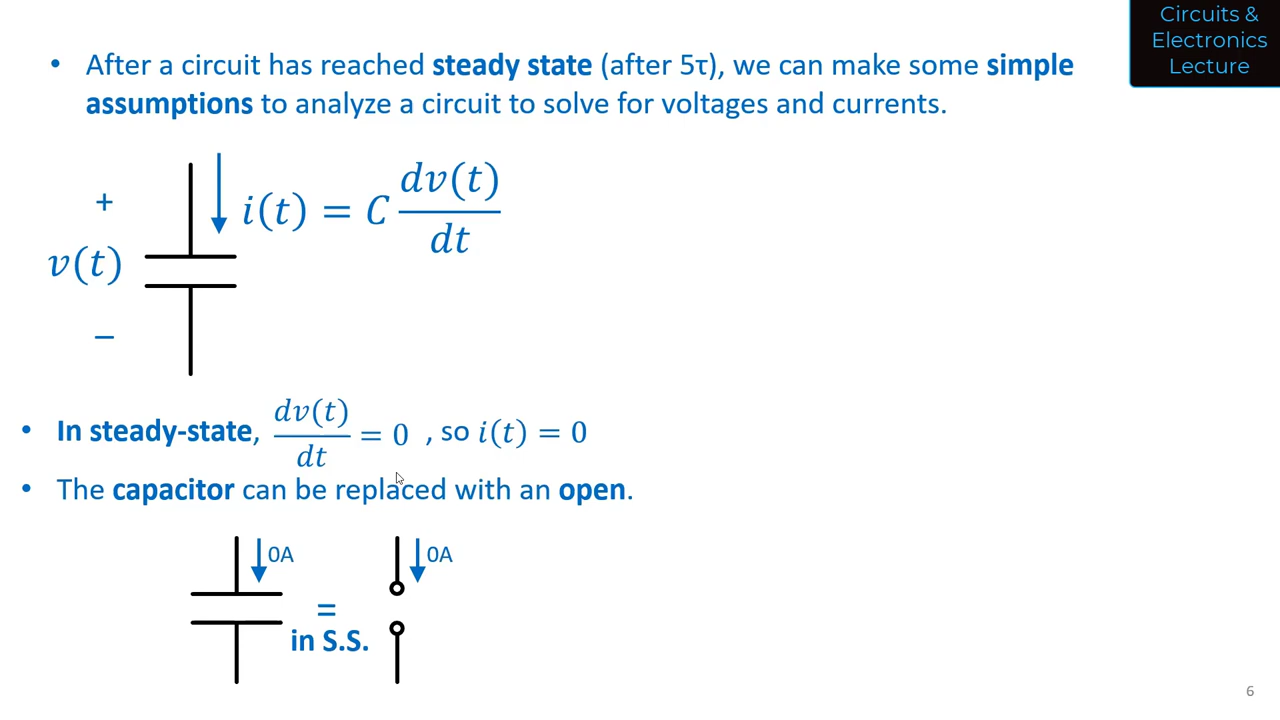 Circuits &
Electronics
Lecture
• After a circuit has reached steady state (after 5τ), we can make some simple
assumptions to analyze a circuit to solve for voltages and currents.
+
v(t)
−
i(t) = C dv(t)/dt
• In steady-state, dv(t)/dt = 0 , so i(t) = 0
• The capacitor can be replaced with an open.
0A
0A
=
in S.S.
6